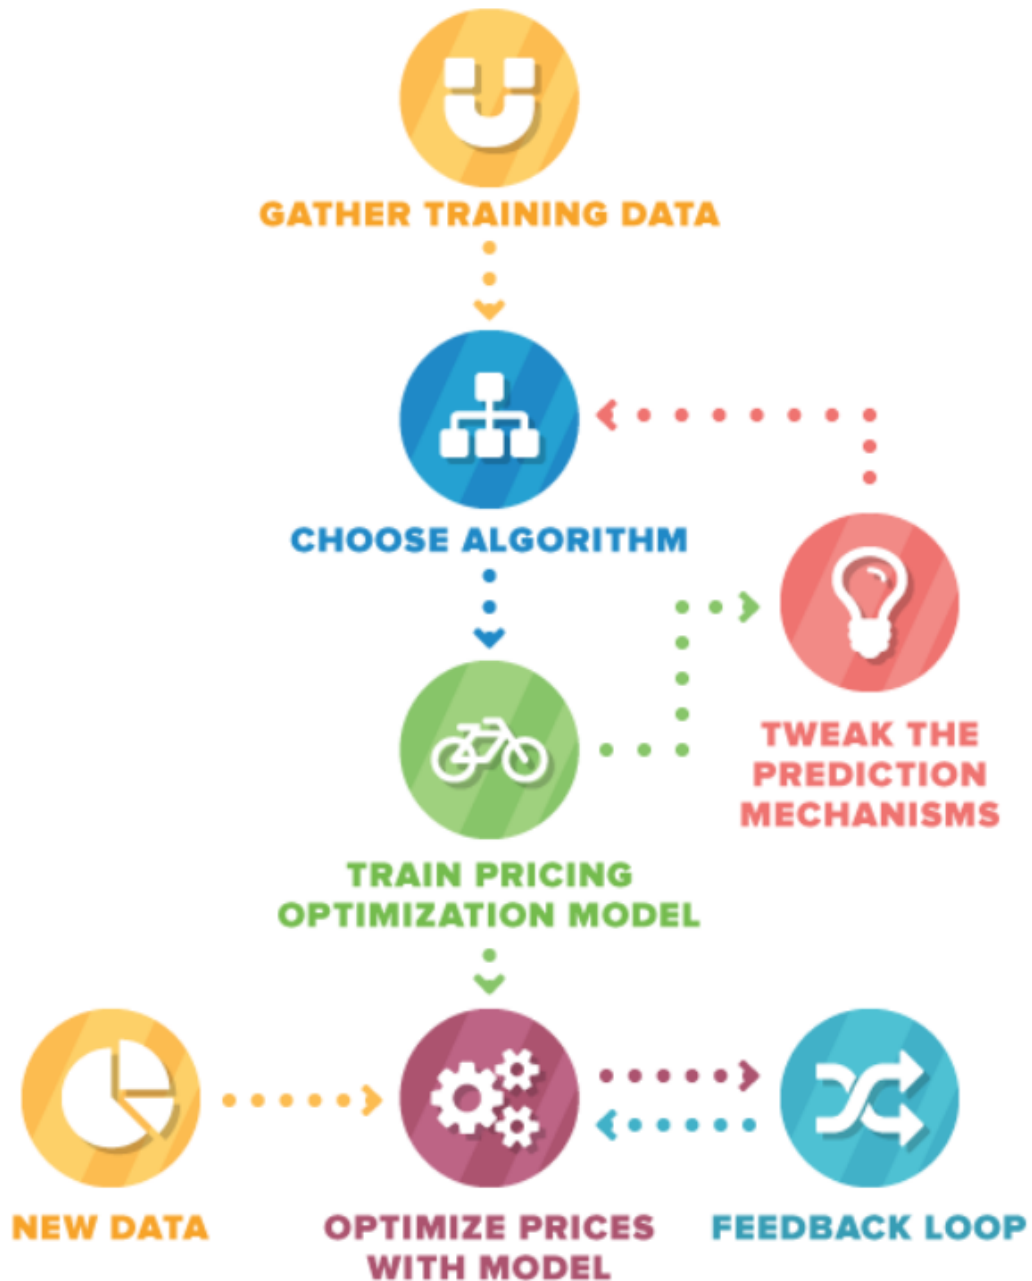 GATHER TRAINING DATA
CHOOSE ALGORITHM
TWEAK THE
PREDICTION
MECHANISMS
TRAIN PRICING
OPTIMIZATION MODEL
NEW DATA
OPTIMIZE PRICES
WITH MODEL
FEEDBACK LOOP